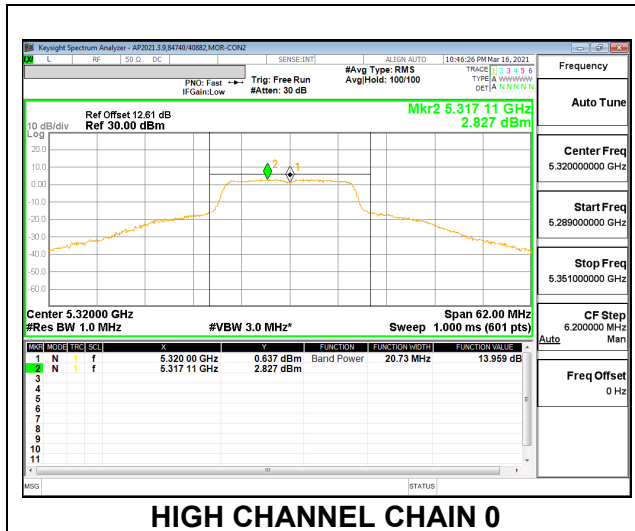 Keysight Spectrum Analyzer - AP2021.3.9,84740/40882,MOR-CON2
L RF 50 Ω DC SENSE:INT ALIGN AUTO 10:46:26 PM Mar 16, 2021
PNO: Fast
IFGain:Low
Trig: Free Run
#Atten: 30 dB
#Avg Type: RMS
Avg|Hold: 100/100
TRACE 1 2 3 4 5 6
TYPE A WWWWW
DET A N N N N N
Frequency
Auto Tune
Center Freq
5.320000000 GHz
Start Freq
5.289000000 GHz
Stop Freq
5.351000000 GHz
CF Step
6.200000 MHz
Auto Man
Freq Offset
0 Hz
Ref Offset 12.61 dB
10 dB/div Ref 30.00 dBm
Log
Mkr2 5.317 11 GHz
2.827 dBm
20.0
10.0
0.00
-10.0
-20.0
-30.0
-40.0
-50.0
-60.0
2
1
Center 5.32000 GHz Span 62.00 MHz
#Res BW 1.0 MHz #VBW 3.0 MHz* Sweep 1.000 ms (601 pts)
MKR MODE TRC SCL X Y FUNCTION FUNCTION WIDTH FUNCTION VALUE
1 N 1 f 5.320 00 GHz 0.637 dBm Band Power 20.73 MHz 13.959 dB
2 N 1 f 5.317 11 GHz 2.827 dBm
3
4
5
6
7
8
9
10
11
MSG STATUS
HIGH CHANNEL CHAIN 0